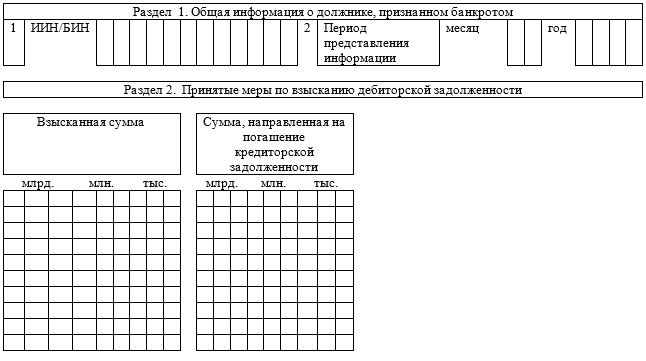 Раздел 1. Общая информация о должнике, признанном банкротом
1 ИИН/БИН 2 Период месяц год
представления
информации
Раздел 2. Принятые меры по взысканию дебиторской задолженности
Взысканная сумма
Сумма, направленная на
погашение
кредиторской
задолженности
млрд. млн. тыс. млрд. млн. тыс.